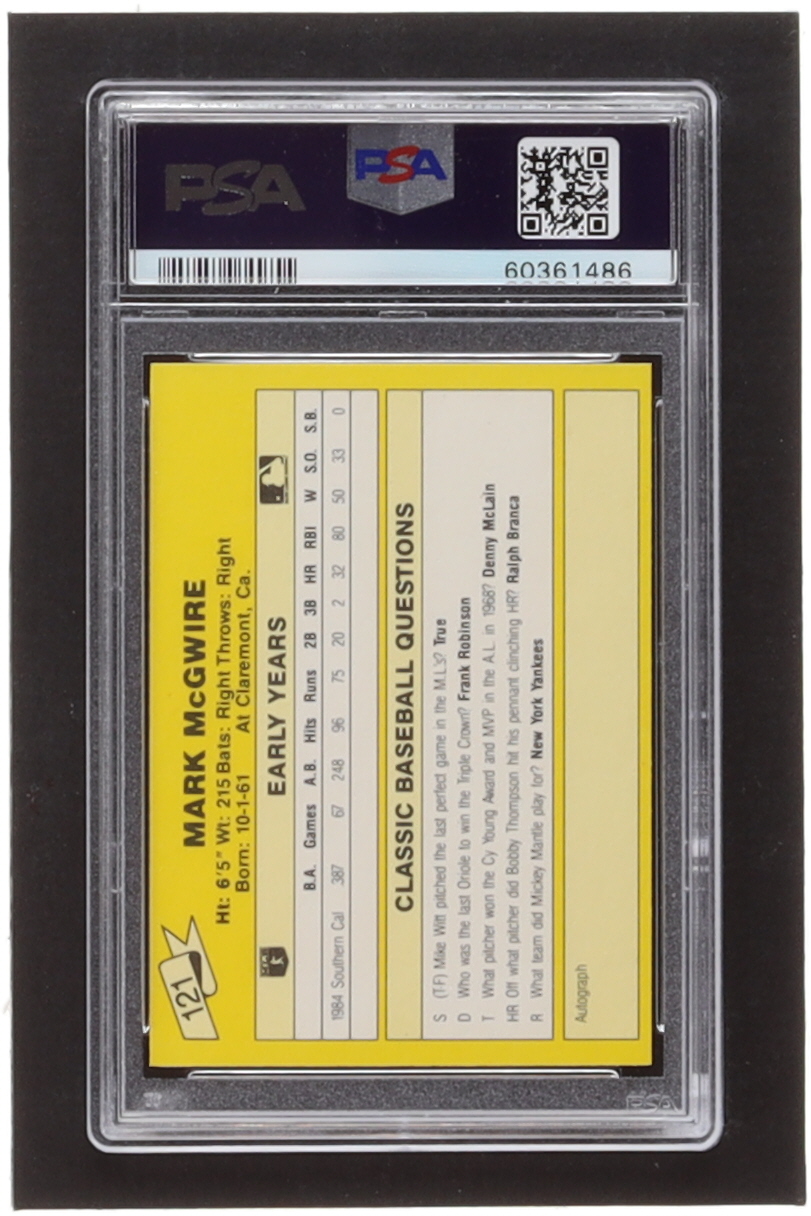 PSA
PSA
60361486
121
MARK McGWIRE
Ht: 6'5" Wt: 215 Bats: Right Throws: Right
Born: 10-1-61 At Claremont, Ca.
EARLY YEARS
B.A. Games A.B. Hits Runs 2B 3B HR RBI W S.O. S.B.
1984 Southern Cal .387 67 248 96 75 20 2 32 80 50 33 0
CLASSIC BASEBALL QUESTIONS
S (T-F) Mike Witt pitched the last perfect game in the M.L.'s? True
D Who was the last Oriole to win the Triple Crown? Frank Robinson
T What pitcher won the Cy Young Award and MVP in the A.L. in 1968? Denny McLain
HR Off what pitcher did Bobby Thompson hit his pennant clinching HR? Ralph Branca
R What team did Mickey Mantle play for? New York Yankees
Autograph
PSA